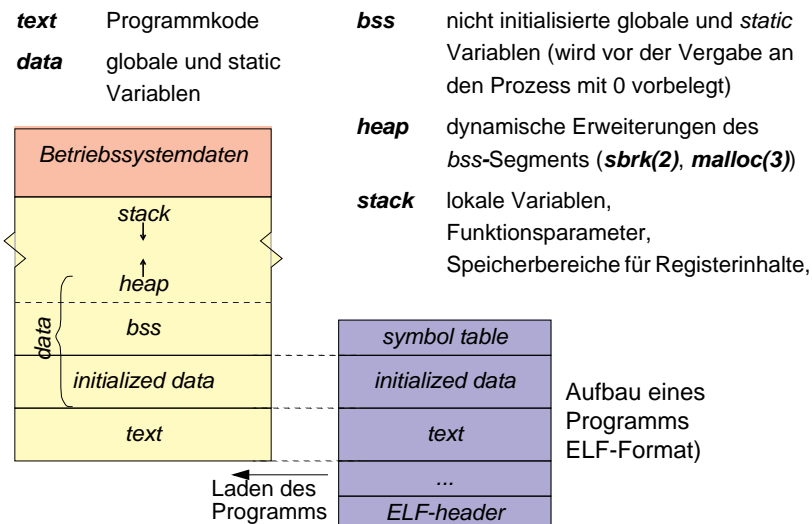 text Programmkode
data globale und static
Variablen
bss nicht initialisierte globale und static
Variablen (wird vor der Vergabe an
den Prozess mit 0 vorbelegt)
heap dynamische Erweiterungen des
bss-Segments (sbrk(2), malloc(3))
stack lokale Variablen,
Funktionsparameter,
Speicherbereiche für Registerinhalte,
Betriebssystemdaten
stack
heap
data
bss
initialized data
text
symbol table
initialized data
text
...
ELF-header
Aufbau eines
Programms
ELF-Format)
Laden des
Programms